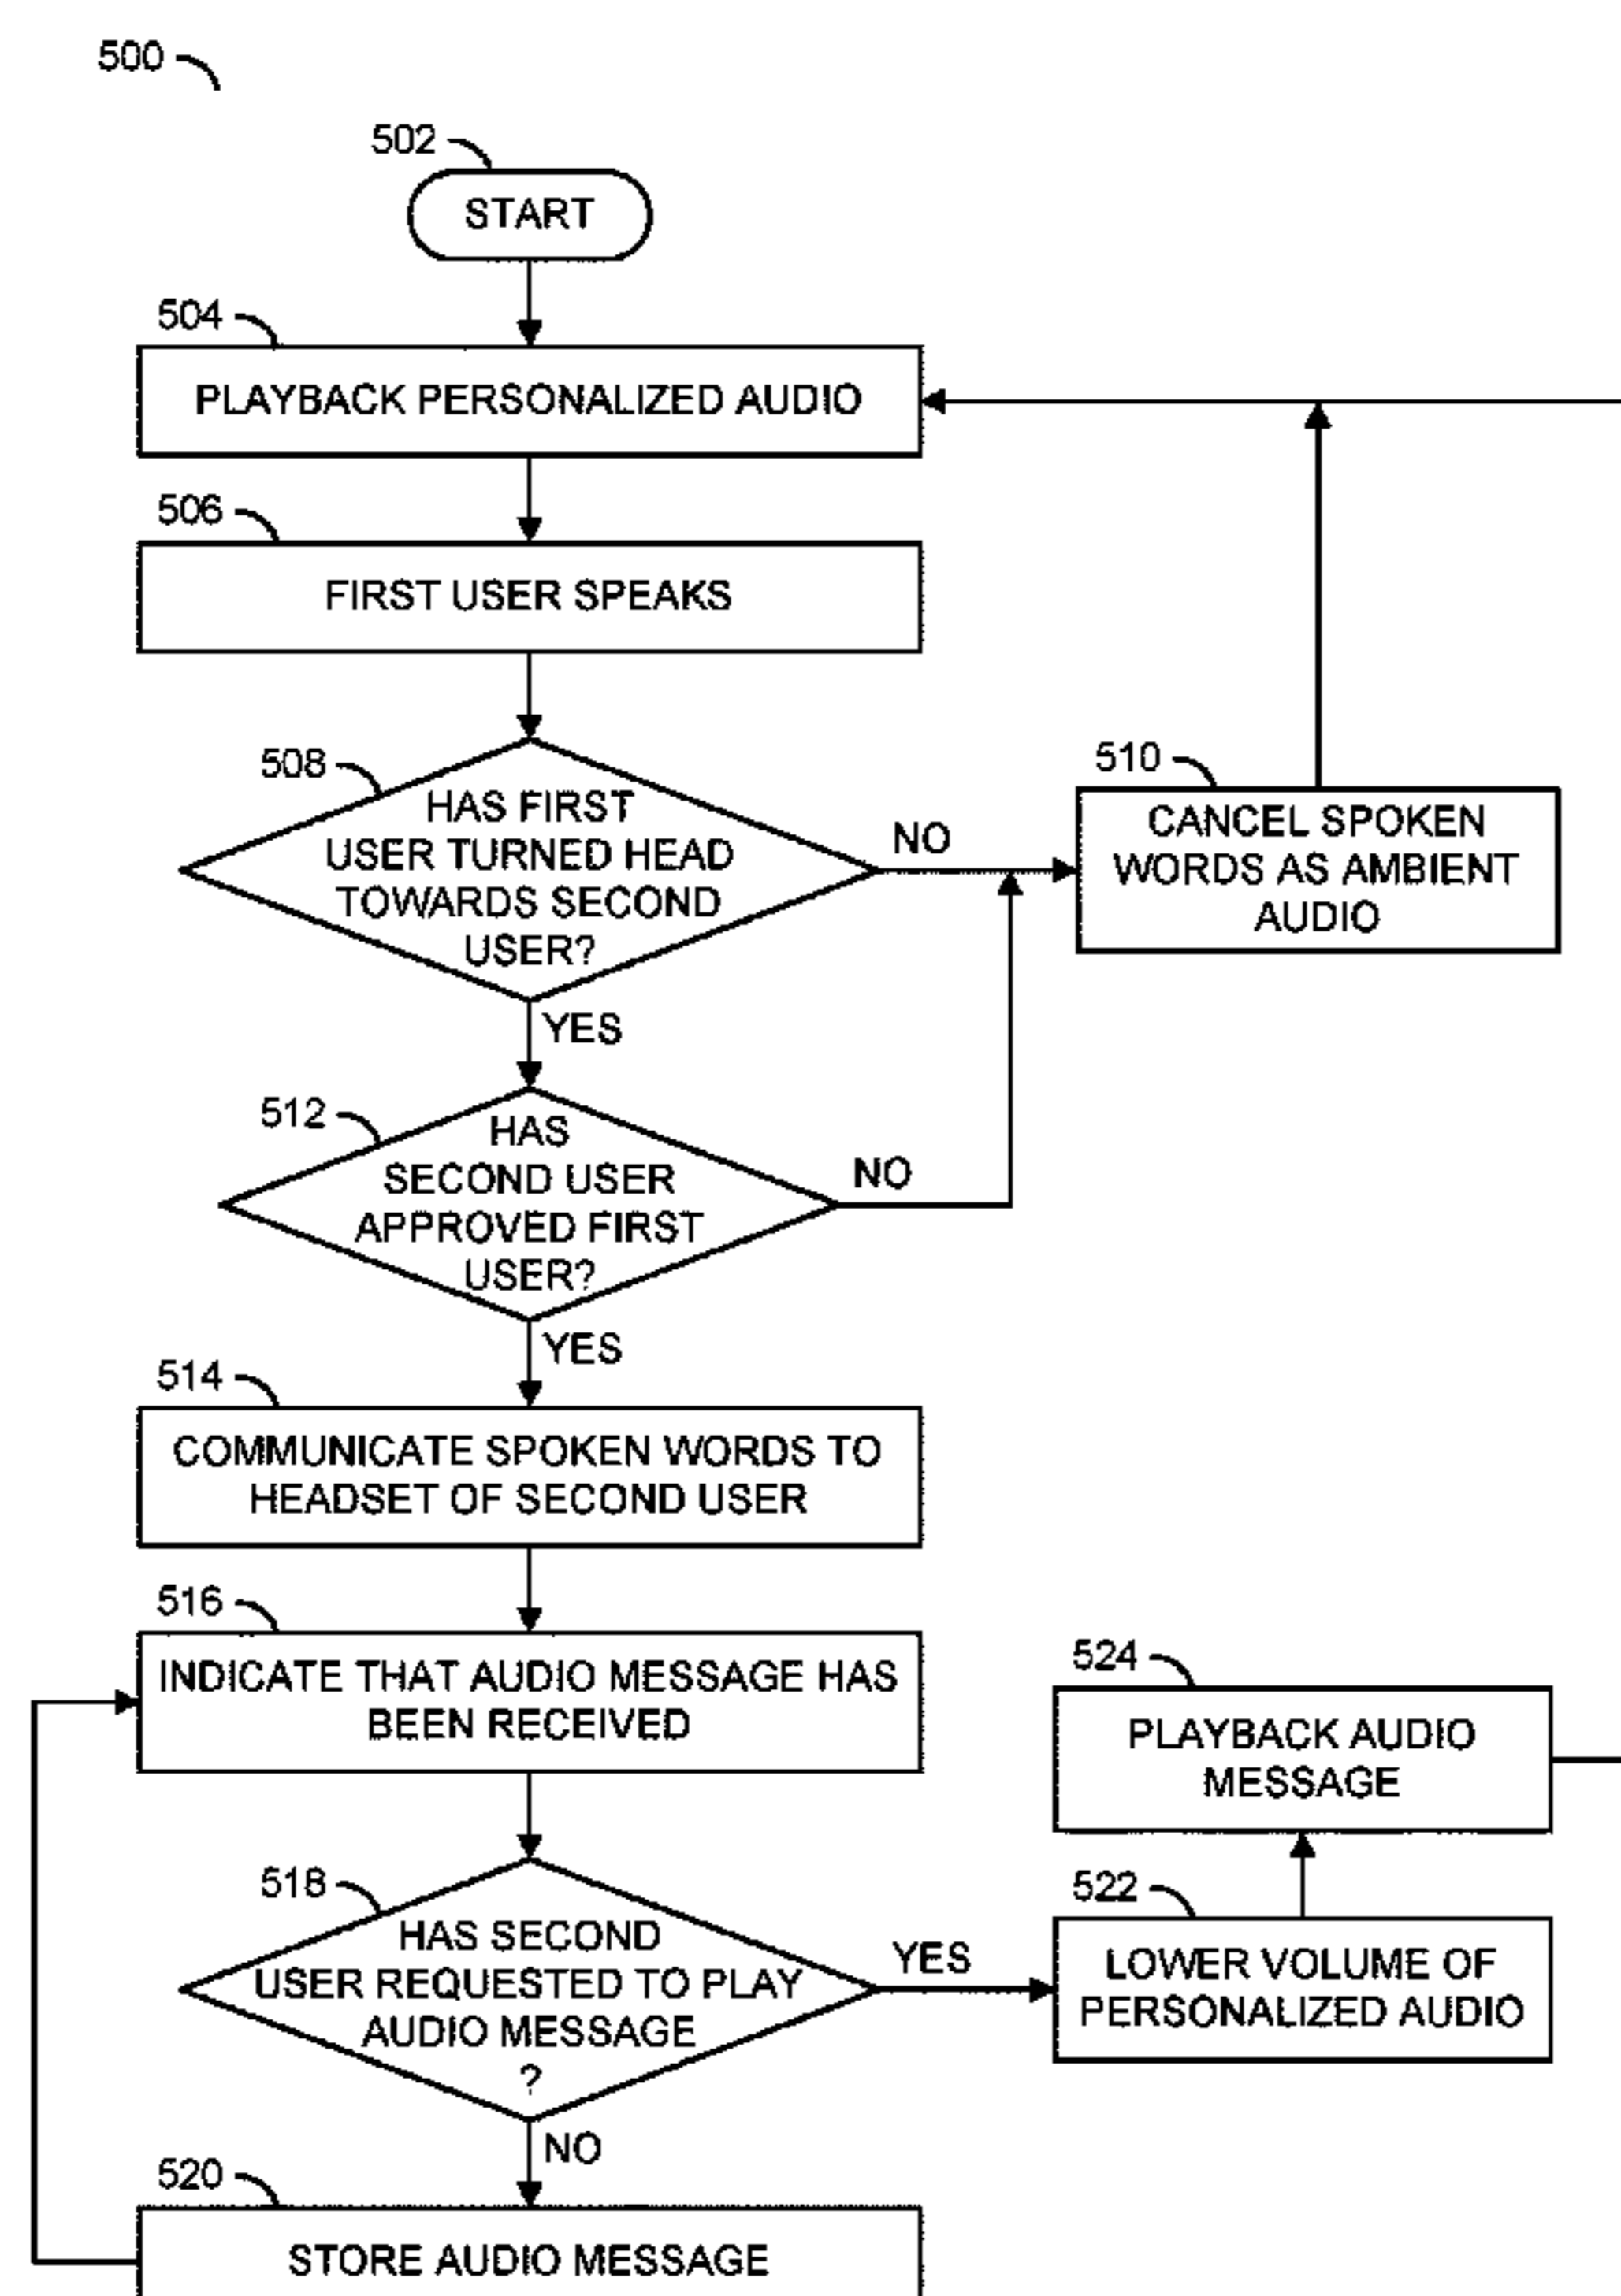 500
502
START
504
PLAYBACK PERSONALIZED AUDIO
506
FIRST USER SPEAKS
508
HAS FIRST
USER TURNED HEAD
TOWARDS SECOND
USER?
NO
510
CANCEL SPOKEN
WORDS AS AMBIENT
AUDIO
YES
512
HAS
SECOND USER
APPROVED FIRST
USER?
NO
YES
514
COMMUNICATE SPOKEN WORDS TO
HEADSET OF SECOND USER
516
INDICATE THAT AUDIO MESSAGE HAS
BEEN RECEIVED
524
PLAYBACK AUDIO
MESSAGE
518
HAS SECOND
USER REQUESTED TO PLAY
AUDIO MESSAGE
?
YES
522
LOWER VOLUME OF
PERSONALIZED AUDIO
NO
520
STORE AUDIO MESSAGE